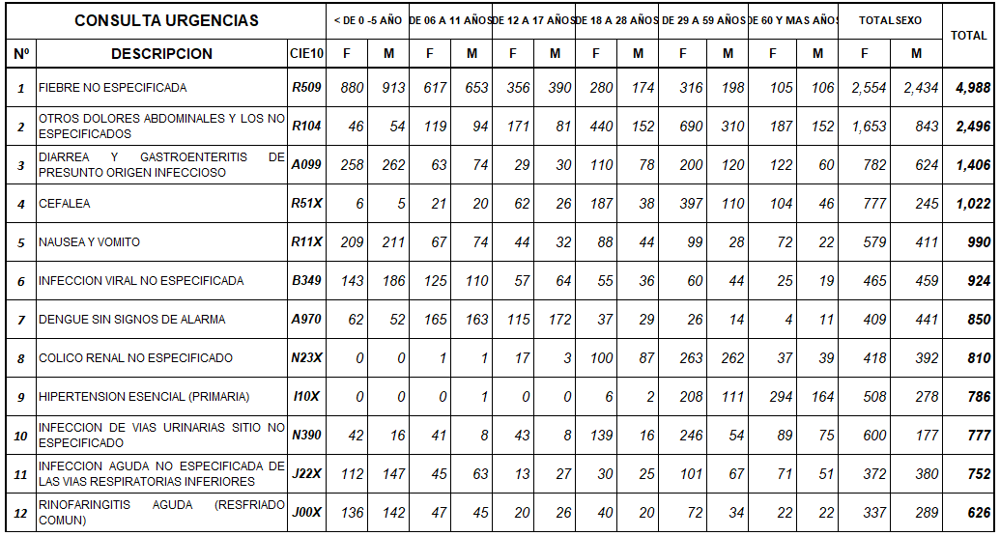 CONSULTA URGENCIAS < DE 0 -5 AÑO DE 06 A 11 AÑOS DE 12 A 17 AÑOS DE 18 A 28 AÑOS DE 29 A 59 AÑOS DE 60 Y MAS AÑOS TOTAL SEXO TOTAL
Nº DESCRIPCION CIE10 F M F M F M F M F M F M F M
1 FIEBRE NO ESPECIFICADA R509 880 913 617 653 356 390 280 174 316 198 105 106 2,554 2,434 4,988
2 OTROS DOLORES ABDOMINALES Y LOS NO
ESPECIFICADOS R104 46 54 119 94 171 81 440 152 690 310 187 152 1,653 843 2,496
3 DIARREA Y GASTROENTERITIS DE
PRESUNTO ORIGEN INFECCIOSO A099 258 262 63 74 29 30 110 78 200 120 122 60 782 624 1,406
4 CEFALEA R51X 6 5 21 20 62 26 187 38 397 110 104 46 777 245 1,022
5 NAUSEA Y VOMITO R11X 209 211 67 74 44 32 88 44 99 28 72 22 579 411 990
6 INFECCION VIRAL NO ESPECIFICADA B349 143 186 125 110 57 64 55 36 60 44 25 19 465 459 924
7 DENGUE SIN SIGNOS DE ALARMA A970 62 52 165 163 115 172 37 29 26 14 4 11 409 441 850
8 COLICO RENAL NO ESPECIFICADO N23X 0 0 1 1 17 3 100 87 263 262 37 39 418 392 810
9 HIPERTENSION ESENCIAL (PRIMARIA) I10X 0 0 0 1 0 0 6 2 208 111 294 164 508 278 786
10 INFECCION DE VIAS URINARIAS SITIO NO
ESPECIFICADO N390 42 16 41 8 43 8 139 16 246 54 89 75 600 177 777
11 INFECCION AGUDA NO ESPECIFICADA DE
LAS VIAS RESPIRATORIAS INFERIORES J22X 112 147 45 63 13 27 30 25 101 67 71 51 372 380 752
12 RINOFARINGITIS AGUDA (RESFRIADO
COMUN) J00X 136 142 47 45 20 26 40 20 72 34 22 22 337 289 626